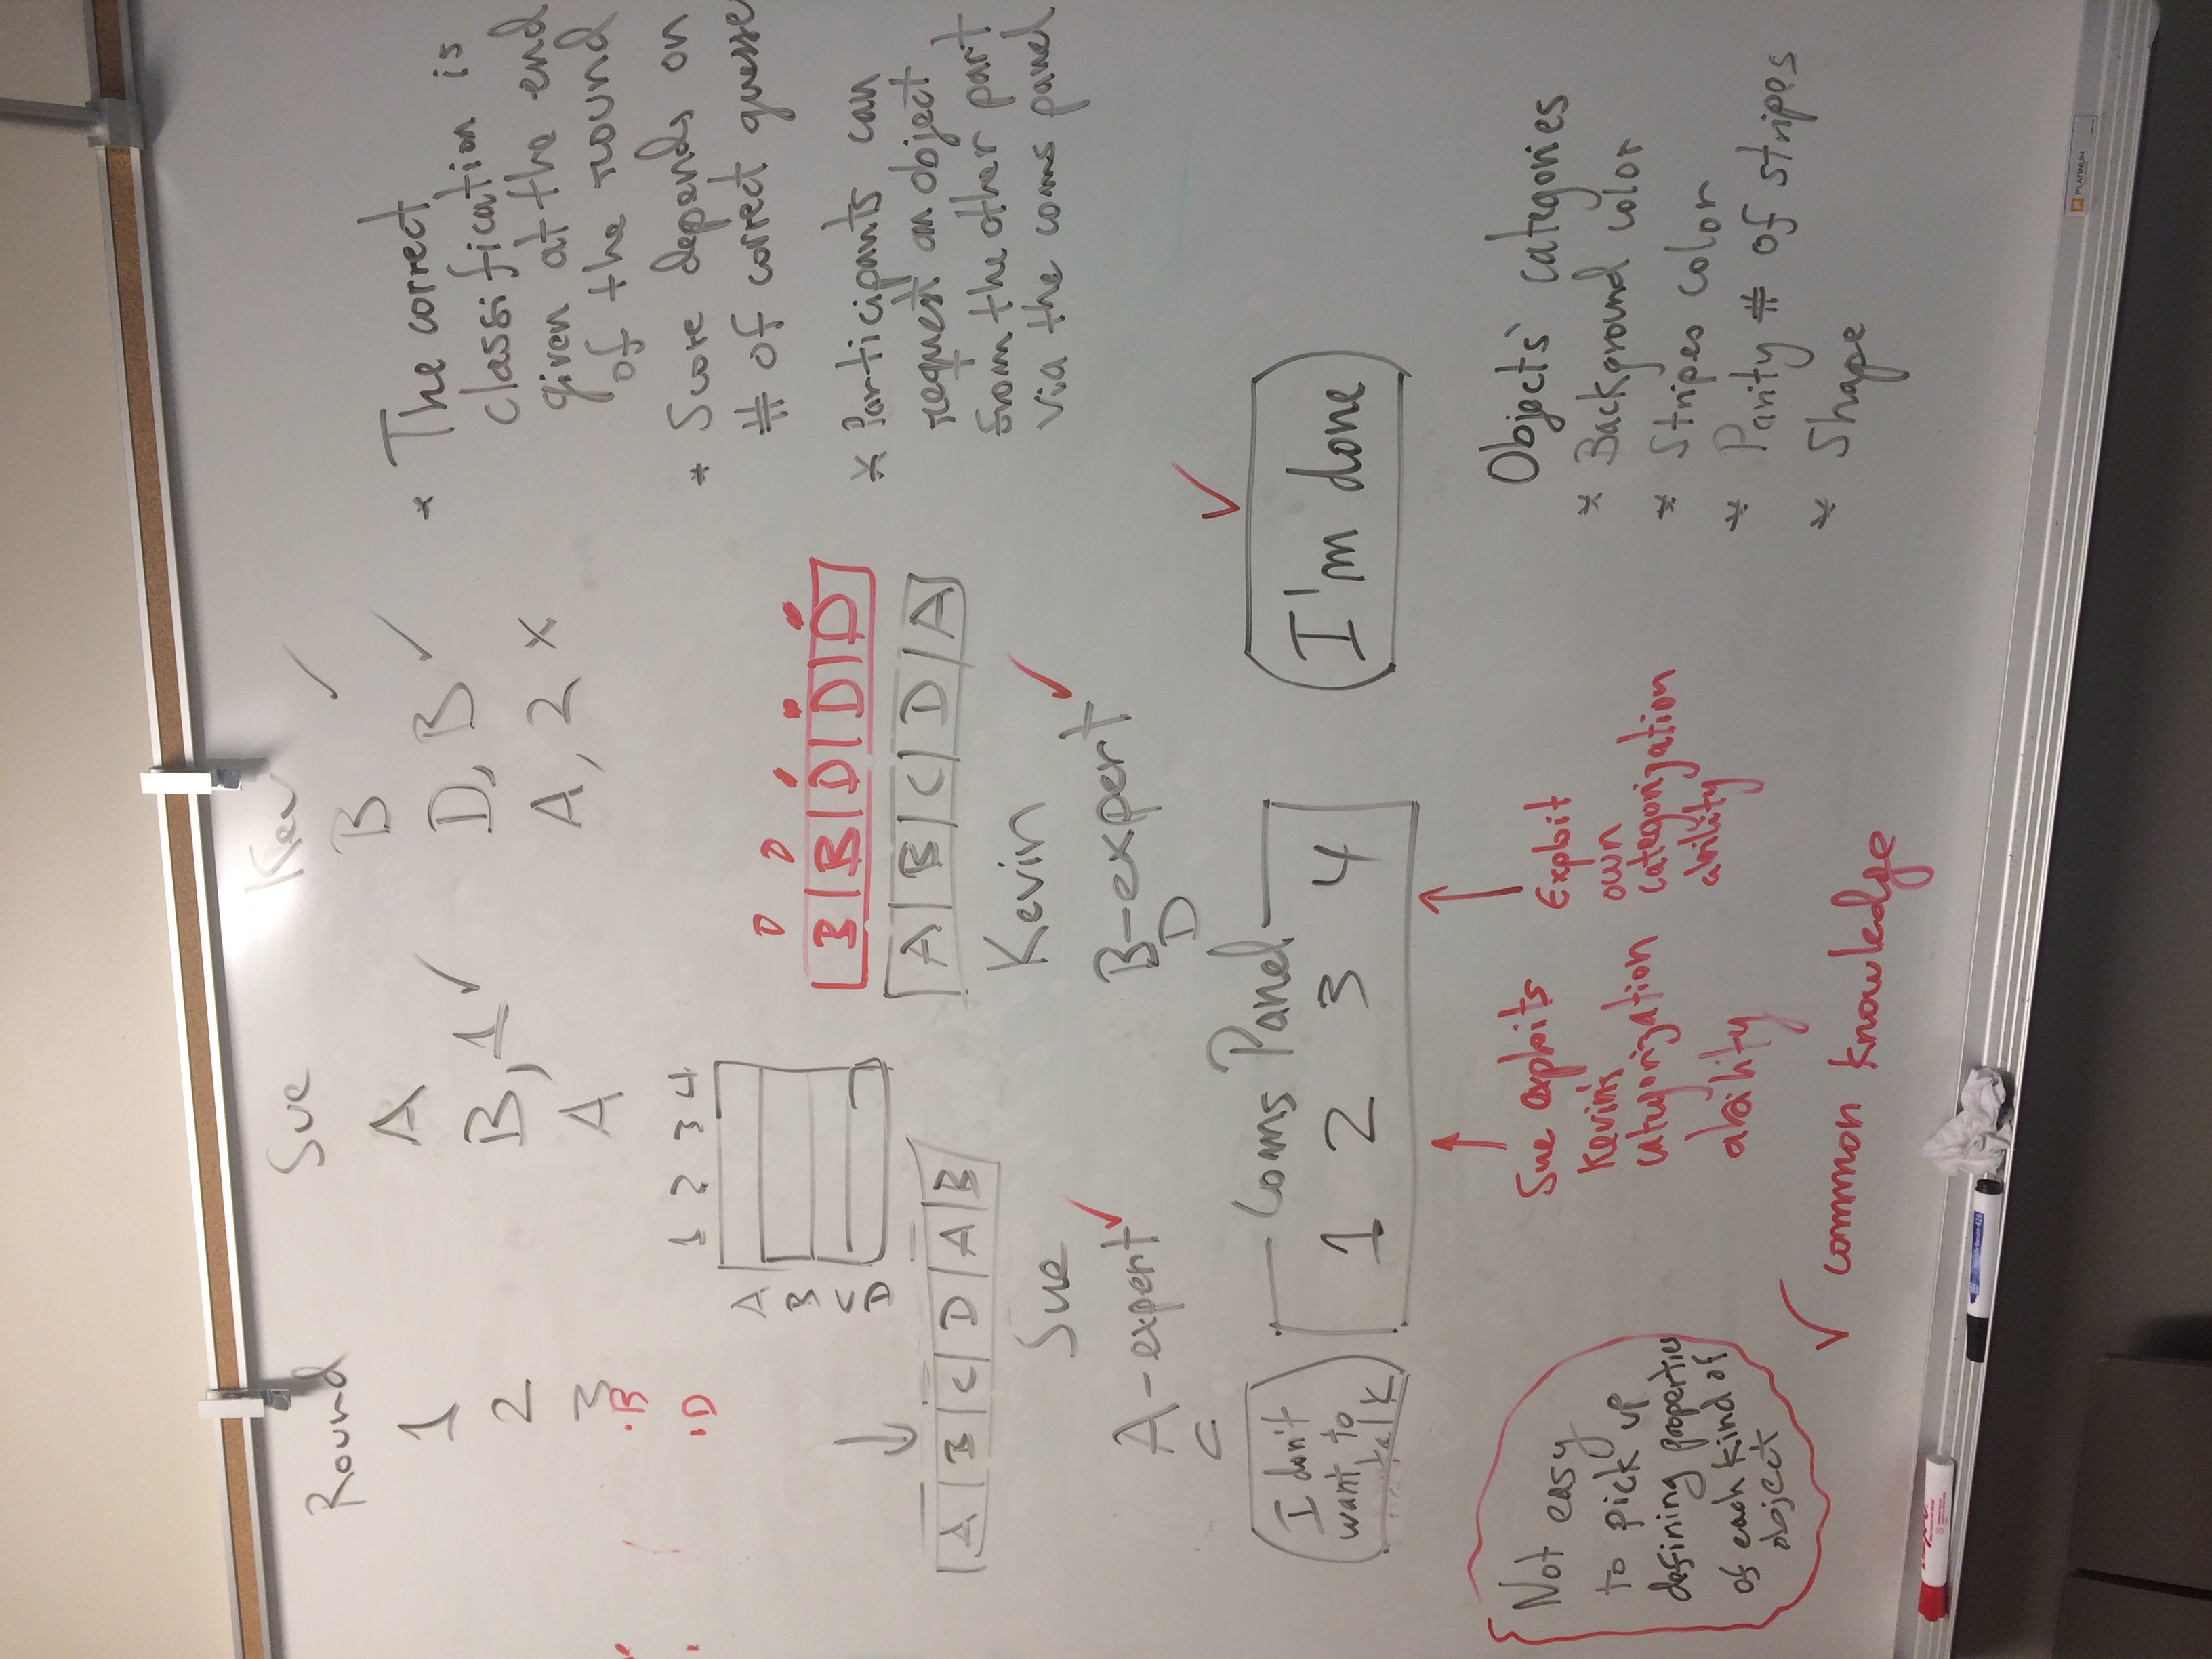 Round Sue Kev
1 A B ✓
2 B, 1 ✓ D, B ✓
3 A A, 2 x
· B
· D
1 2 3 4
A
B
C
D
A B C D A B
Sue
A-expert ✓
C
B B D D D
A B C D A
Kevin
B-expert ✓
D
* The correct
classification is
given at the end
of the round
* Score depends on
# of correct guesse
* Participants can
request an object
from the other part
via the coms panel
I don't
want to
talk
Coms Panel
1 2 3 4
✓
I'm done
Not easy
to pick up
defining properties
of each kind of
object
Sue exploits
Kevin's
categorization
ability
Exploit
own
categorization
ability
✓ common knowledge
Objects' categories
* Background color
* Stripes color
* Parity # of stripes
* Shape
PLATINUM